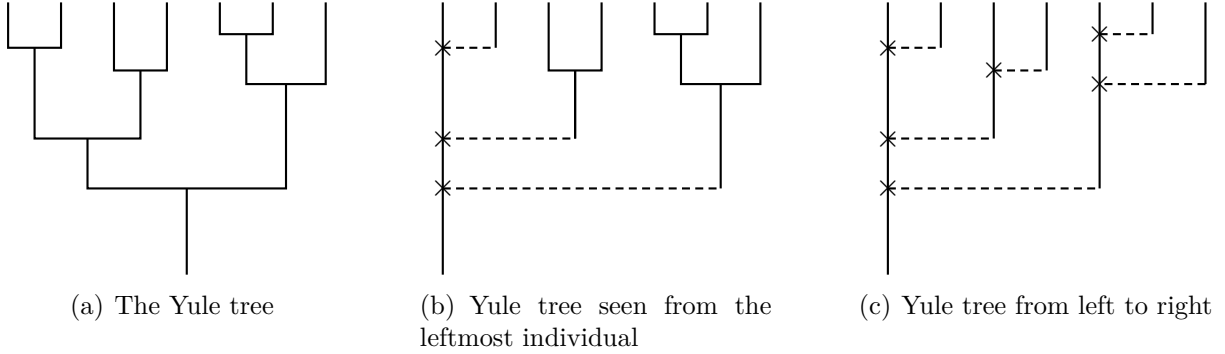 (a) The Yule tree
(b) Yule tree seen from the
leftmost individual
(c) Yule tree from left to right